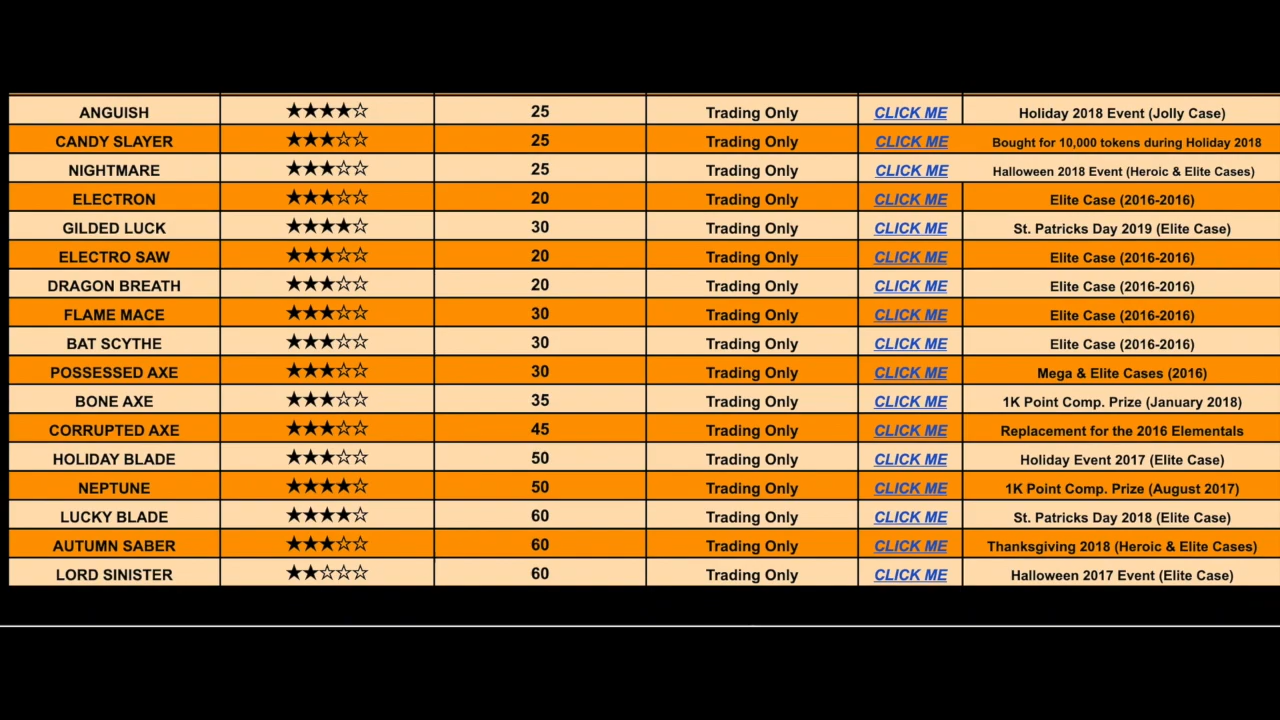 ANGUISH ★★★★☆ 25 Trading Only CLICK ME Holiday 2018 Event (Jolly Case)
CANDY SLAYER ★★★☆☆ 25 Trading Only CLICK ME Bought for 10,000 tokens during Holiday 2018
NIGHTMARE ★★★☆☆ 25 Trading Only CLICK ME Halloween 2018 Event (Heroic & Elite Cases)
ELECTRON ★★★☆☆ 20 Trading Only CLICK ME Elite Case (2016-2016)
GILDED LUCK ★★★★☆ 30 Trading Only CLICK ME St. Patricks Day 2019 (Elite Case)
ELECTRO SAW ★★★☆☆ 20 Trading Only CLICK ME Elite Case (2016-2016)
DRAGON BREATH ★★★☆☆ 20 Trading Only CLICK ME Elite Case (2016-2016)
FLAME MACE ★★★☆☆ 30 Trading Only CLICK ME Elite Case (2016-2016)
BAT SCYTHE ★★★☆☆ 30 Trading Only CLICK ME Elite Case (2016-2016)
POSSESSED AXE ★★★☆☆ 30 Trading Only CLICK ME Mega & Elite Cases (2016)
BONE AXE ★★★☆☆ 35 Trading Only CLICK ME 1K Point Comp. Prize (January 2018)
CORRUPTED AXE ★★★☆☆ 45 Trading Only CLICK ME Replacement for the 2016 Elementals
HOLIDAY BLADE ★★★☆☆ 50 Trading Only CLICK ME Holiday Event 2017 (Elite Case)
NEPTUNE ★★★★☆ 50 Trading Only CLICK ME 1K Point Comp. Prize (August 2017)
LUCKY BLADE ★★★★☆ 60 Trading Only CLICK ME St. Patricks Day 2018 (Elite Case)
AUTUMN SABER ★★★☆☆ 60 Trading Only CLICK ME Thanksgiving 2018 (Heroic & Elite Cases)
LORD SINISTER ★★☆☆☆ 60 Trading Only CLICK ME Halloween 2017 Event (Elite Case)